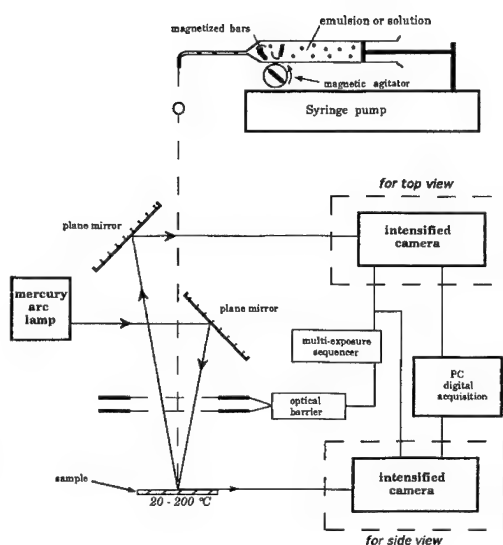 emulsion or solution
magnetized bars
magnetic agitator
Syringe pump
for top view
plane mirror
intensified
camera
mercury
arc
lamp
plane mirror
multi-exposure
sequencer
PC
digital
acquisition
optical
barrier
sample
20 - 200 °C
intensified
camera
for side view